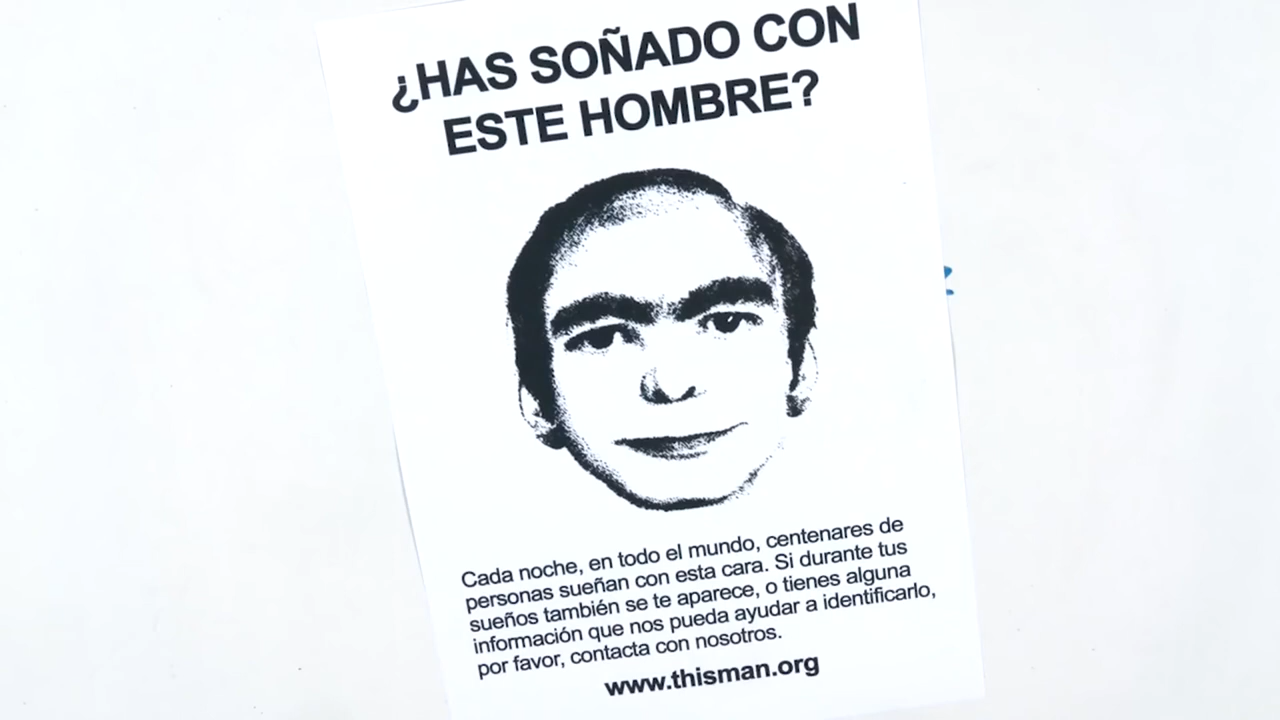 ¿HAS SOÑADO CON
ESTE HOMBRE?
Cada noche, en todo el mundo, centenares de
personas sueñan con esta cara. Si durante tus
sueños también se te aparece, o tienes alguna
información que nos pueda ayudar a identificarlo,
por favor, contacta con nosotros.
www.thisman.org